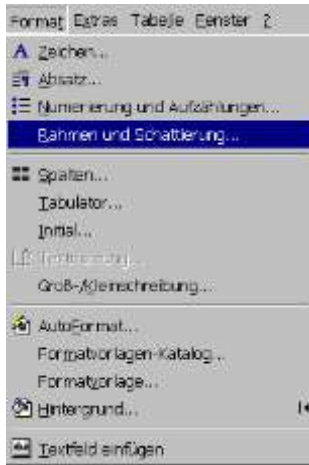 Format Extras Tabelle Fenster ?
Zeichen...
Absatz...
Numerierung und Aufzählungen...
Rahmen und Schattierung...
Spalten...
Tabulator...
Initial...
Groß-/Kleinschreibung...
AutoFormat...
Formatvorlagen-Katalog...
Formatvorlage...
Hintergrund...
Textfeld einfügen